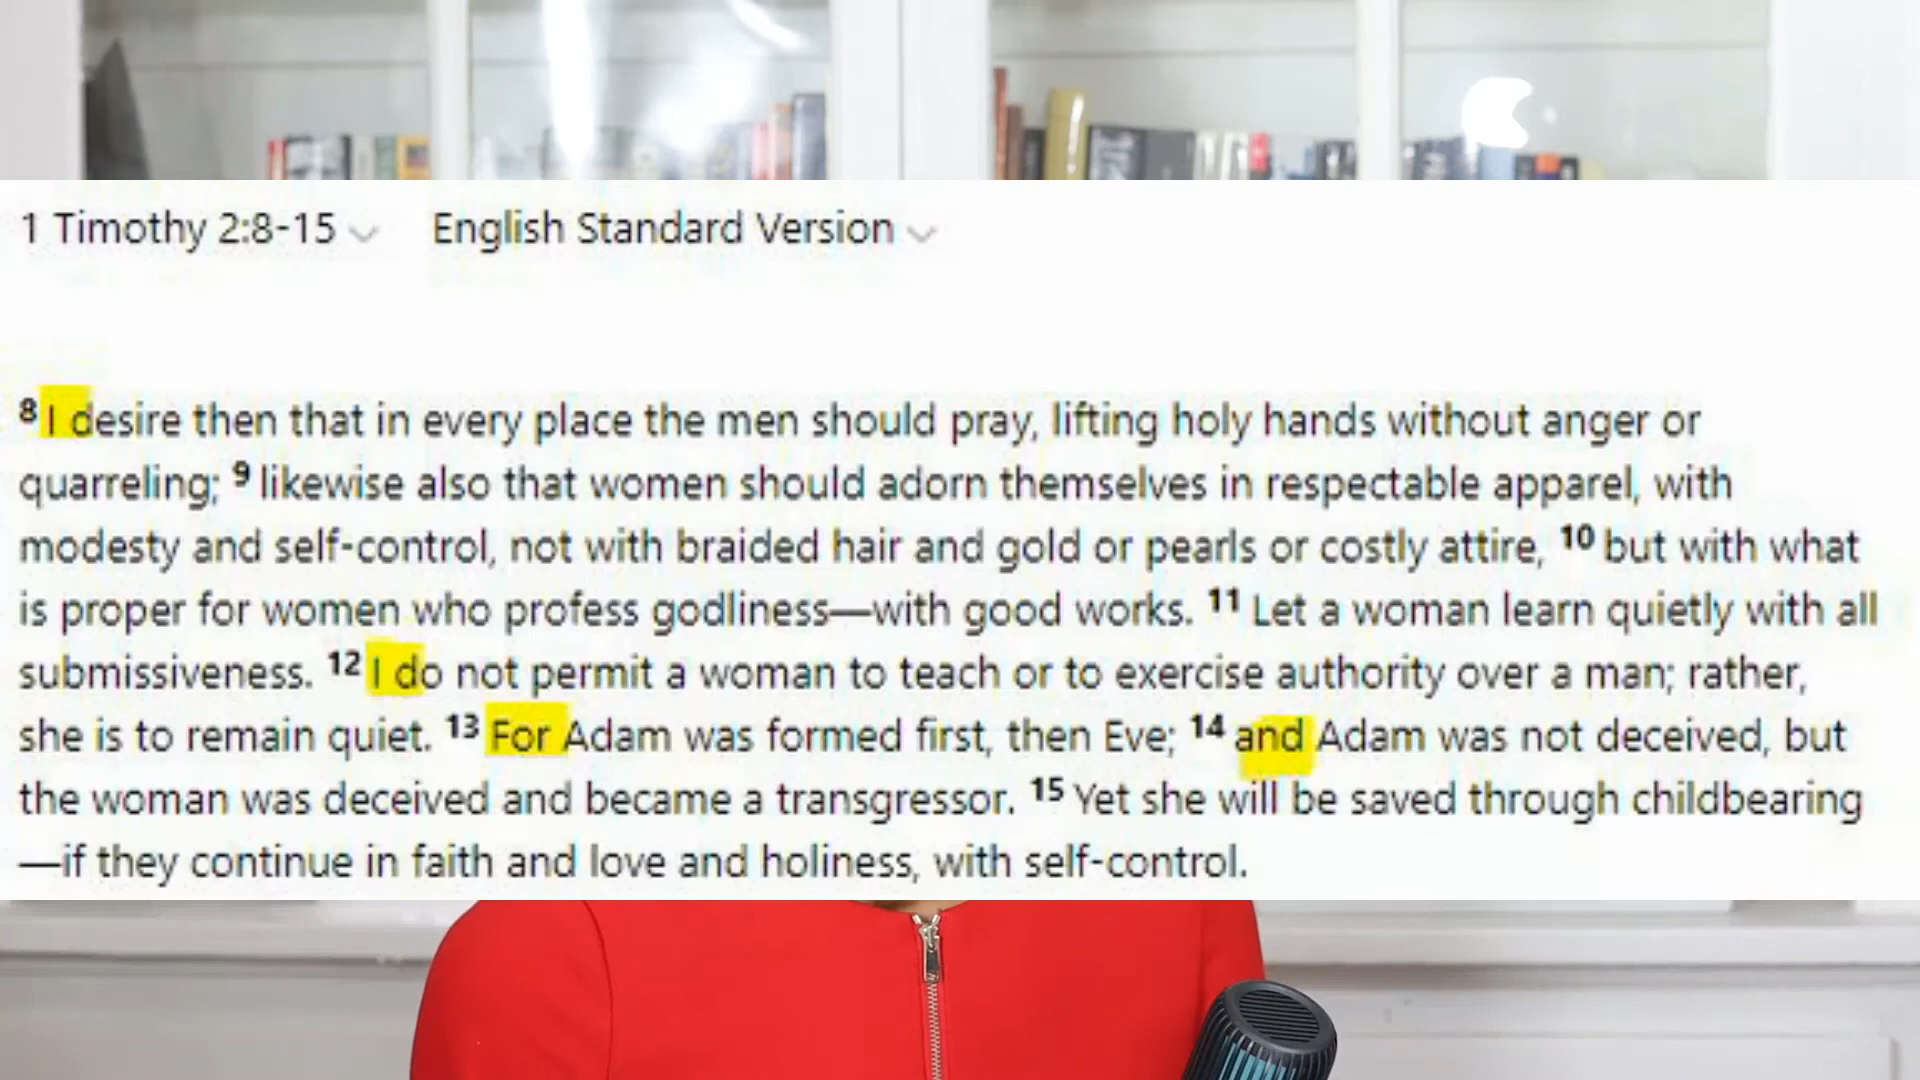 1 Timothy 2:8-15 English Standard Version
8 I desire then that in every place the men should pray, lifting holy hands without anger or
quarreling; 9 likewise also that women should adorn themselves in respectable apparel, with
modesty and self-control, not with braided hair and gold or pearls or costly attire, 10 but with what
is proper for women who profess godliness—with good works. 11 Let a woman learn quietly with all
submissiveness. 12 I do not permit a woman to teach or to exercise authority over a man; rather,
she is to remain quiet. 13 For Adam was formed first, then Eve; 14 and Adam was not deceived, but
the woman was deceived and became a transgressor. 15 Yet she will be saved through childbearing
—if they continue in faith and love and holiness, with self-control.